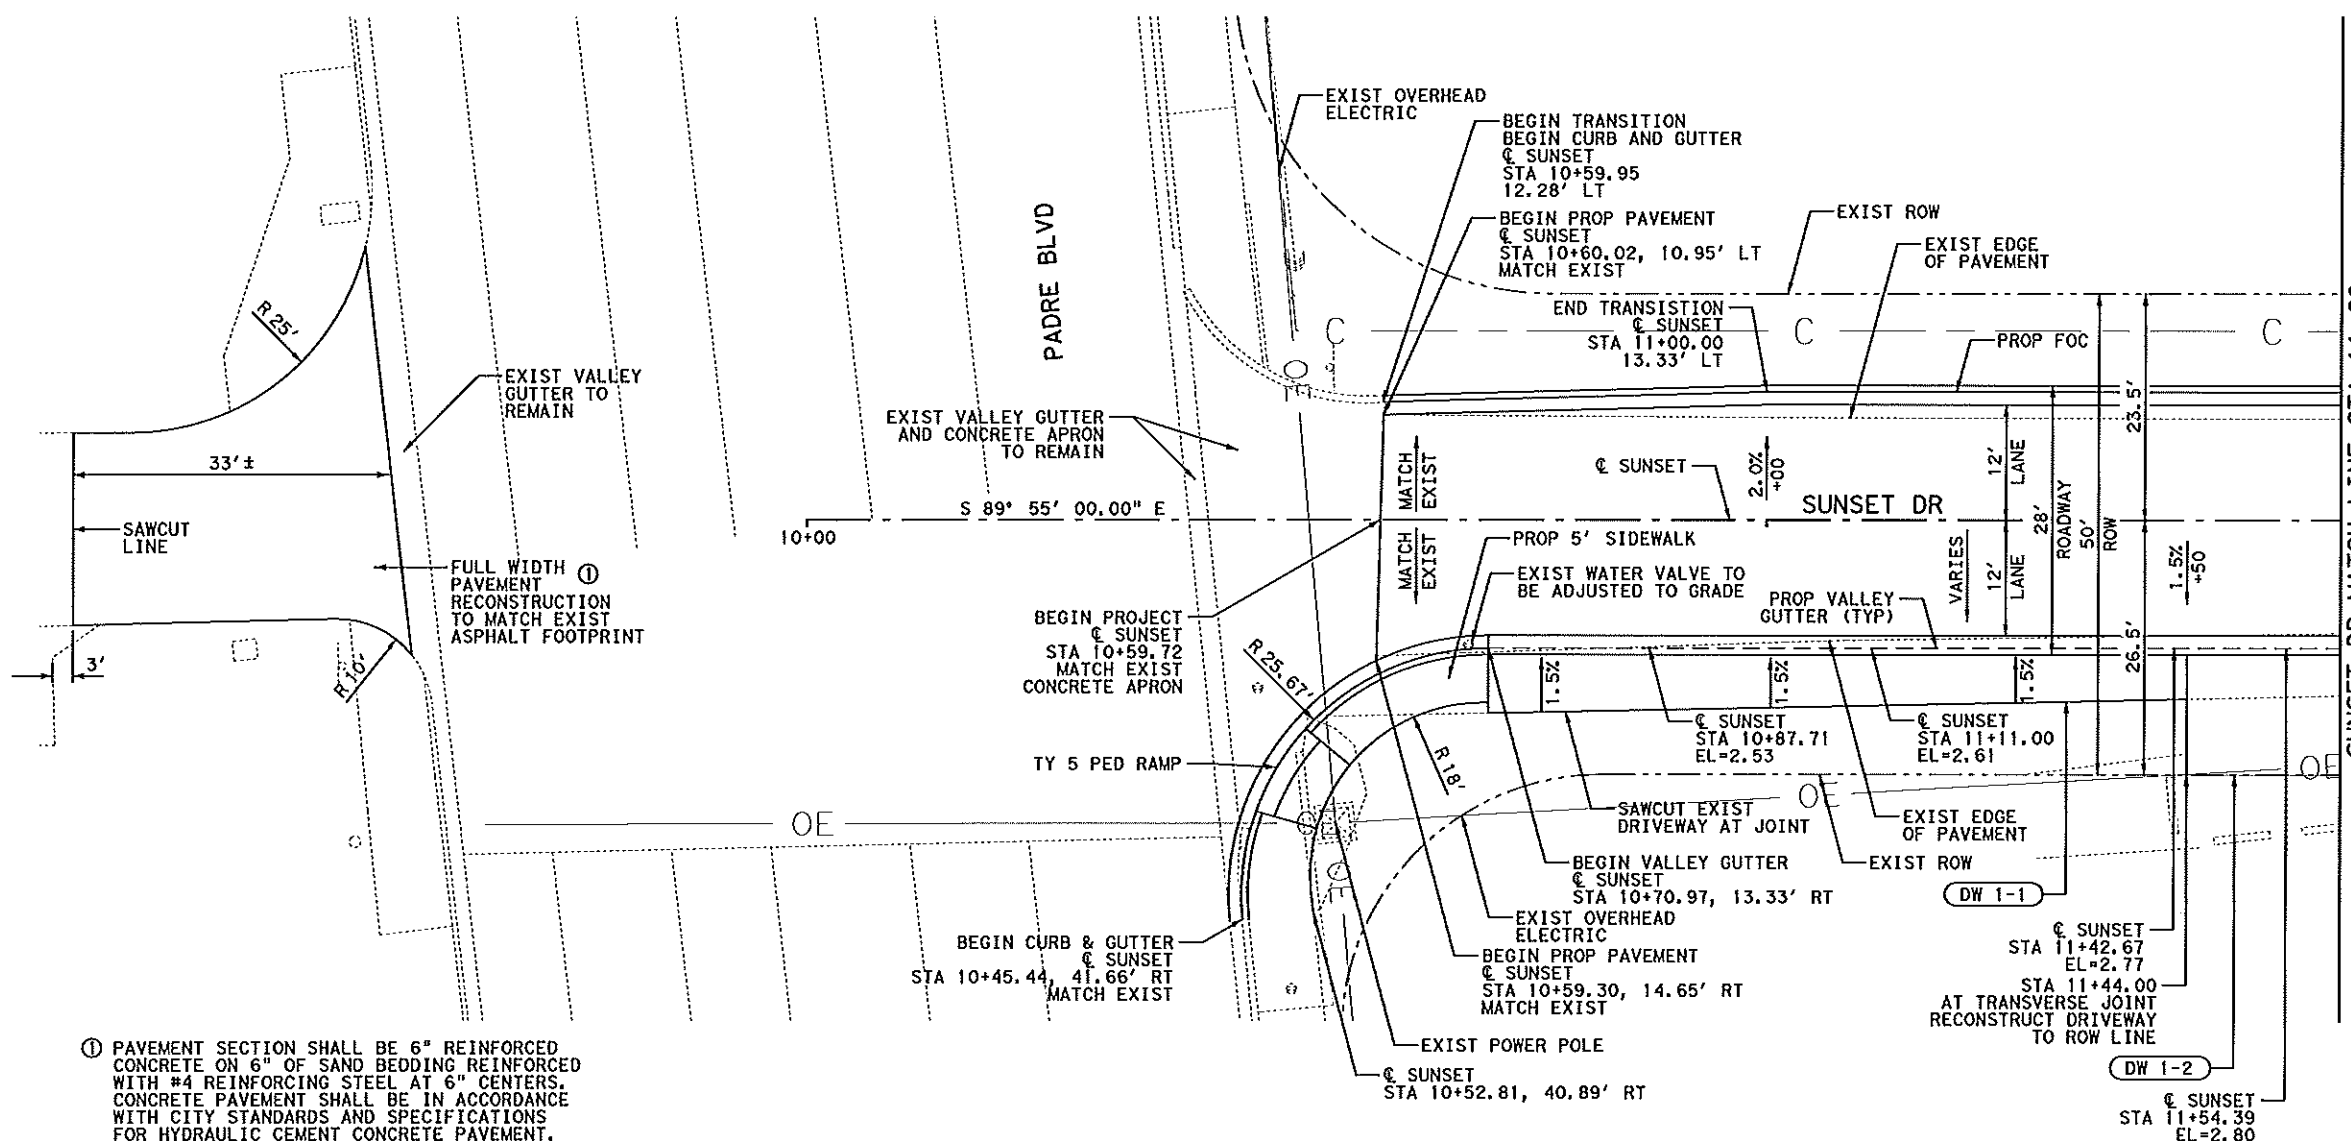 EXIST OVERHEAD
ELECTRIC
BEGIN TRANSITION
BEGIN CURB AND GUTTER
℄ SUNSET
STA 10+59.95
12.28' LT
BEGIN PROP PAVEMENT
℄ SUNSET
STA 10+60.02, 10.95' LT
MATCH EXIST
EXIST ROW
EXIST EDGE
OF PAVEMENT
END TRANSISTION
℄ SUNSET
STA 11+00.00
13.33' LT
C
C
C
PROP FOC
PADRE BLVD
R 25'
EXIST VALLEY
GUTTER TO
REMAIN
EXIST VALLEY GUTTER
AND CONCRETE APRON
TO REMAIN
33'±
SAWCUT
LINE
S 89° 55' 00.00" E
10+00
MATCH
EXIST
MATCH
EXIST
℄ SUNSET
2.0%
+00
SUNSET DR
12'
LANE
12'
LANE
28'
ROADWAY
50'
ROW
23.5'
26.5'
VARIES
1.5%
+50
FULL WIDTH ①
PAVEMENT
RECONSTRUCTION
TO MATCH EXIST
ASPHALT FOOTPRINT
3'
R 10'
PROP 5' SIDEWALK
EXIST WATER VALVE TO
BE ADJUSTED TO GRADE
PROP VALLEY
GUTTER (TYP)
BEGIN PROJECT
℄ SUNSET
STA 10+59.72
MATCH EXIST
CONCRETE APRON
R 25.67'
1.5%
1.5%
1.5%
℄ SUNSET
STA 10+87.71
EL=2.53
℄ SUNSET
STA 11+11.00
EL=2.61
TY 5 PED RAMP
R18'
OE
OE
OE
SAWCUT EXIST
DRIVEWAY AT JOINT
EXIST EDGE
OF PAVEMENT
BEGIN VALLEY GUTTER
℄ SUNSET
STA 10+70.97, 13.33' RT
EXIST ROW
DW 1-1
EXIST OVERHEAD
ELECTRIC
BEGIN CURB & GUTTER
℄ SUNSET
STA 10+45.44, 41.66' RT
MATCH EXIST
BEGIN PROP PAVEMENT
℄ SUNSET
STA 10+59.30, 14.65' RT
MATCH EXIST
℄ SUNSET
STA 11+42.67
EL=2.77
STA 11+44.00
AT TRANSVERSE JOINT
RECONSTRUCT DRIVEWAY
TO ROW LINE
EXIST POWER POLE
℄ SUNSET
STA 10+52.81, 40.89' RT
DW 1-2
℄ SUNSET
STA 11+54.39
EL=2.80
① PAVEMENT SECTION SHALL BE 6" REINFORCED
CONCRETE ON 6" OF SAND BEDDING REINFORCED
WITH #4 REINFORCING STEEL AT 6" CENTERS.
CONCRETE PAVEMENT SHALL BE IN ACCORDANCE
WITH CITY STANDARDS AND SPECIFICATIONS
FOR HYDRAULIC CEMENT CONCRETE PAVEMENT.